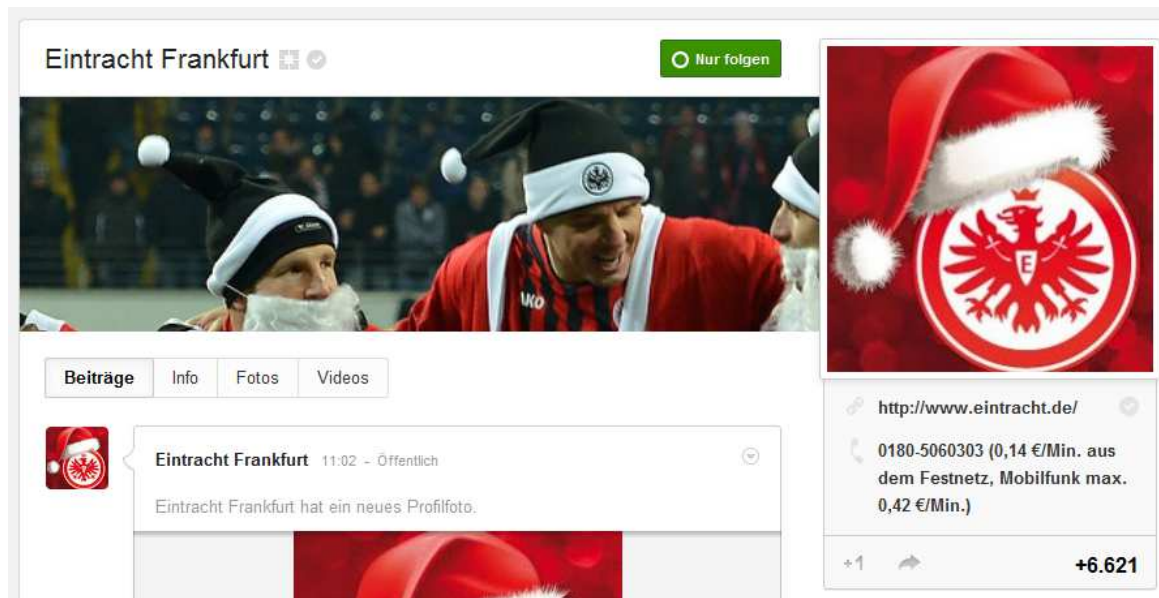 Eintracht Frankfurt
Nur folgen
JAKO
Beiträge
Info
Fotos
Videos
Eintracht Frankfurt 11:02 - Öffentlich
Eintracht Frankfurt hat ein neues Profilfoto.
E
http://www.eintracht.de/
0180-5060303 (0,14 €/Min. aus
dem Festnetz, Mobilfunk max.
0,42 €/Min.)
+1
+6.621